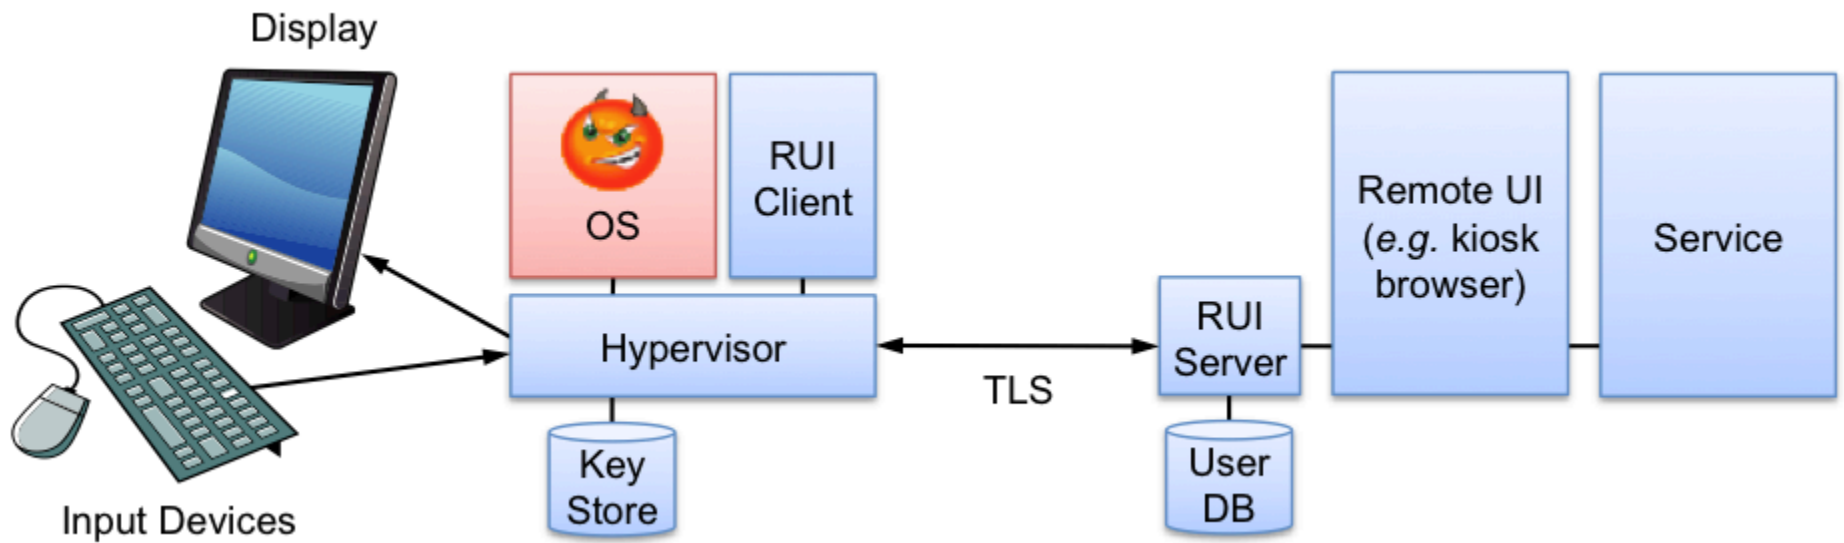 Display
OS
RUI
Client
Hypervisor
Key
Store
Input Devices
TLS
RUI
Server
User
DB
Remote UI
(e.g. kiosk
browser)
Service